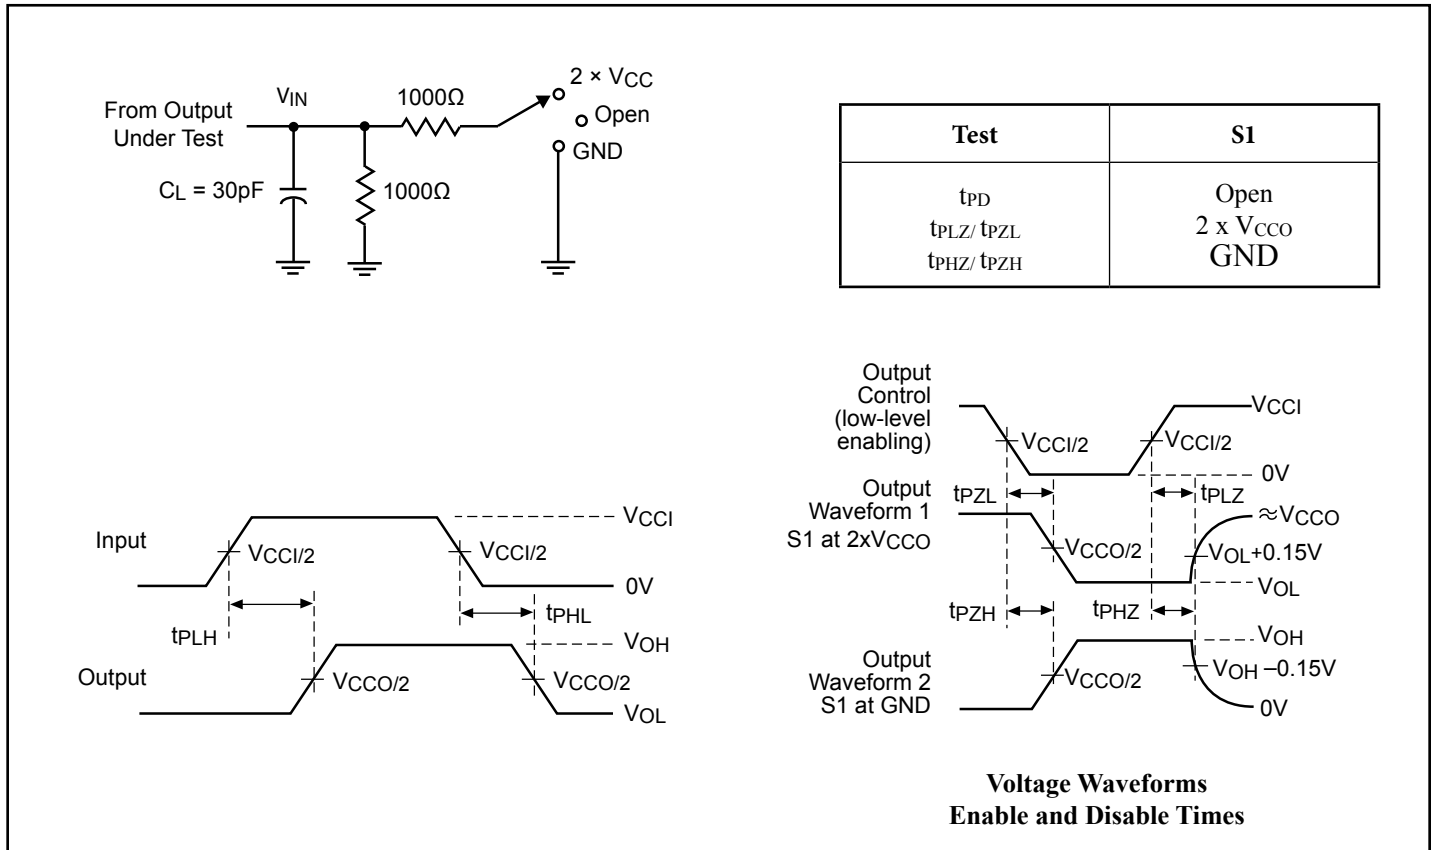 2 × VCC
VIN
1000Ω
From Output
Under Test
Open
GND
CL = 30pF
1000Ω
Test S1
tPD Open
tPLZ/ tPZL 2 x VCCO
tPHZ/ tPZH GND
Output
Control
(low-level
enabling)
VCCI
VCCI/2
VCCI/2
0V
tPZL
tPLZ
Output
Waveform 1
S1 at 2xVCCO
≈VCCO
VCCO/2
VOL+0.15V
VOL
tPZH
tPHZ
VOH
Output
Waveform 2
S1 at GND
VCCO/2
VOH –0.15V
0V
Voltage Waveforms
Enable and Disable Times
Input
VCCI
VCCI/2
VCCI/2
0V
tPLH
tPHL
VOH
Output
VCCO/2
VCCO/2
VOL